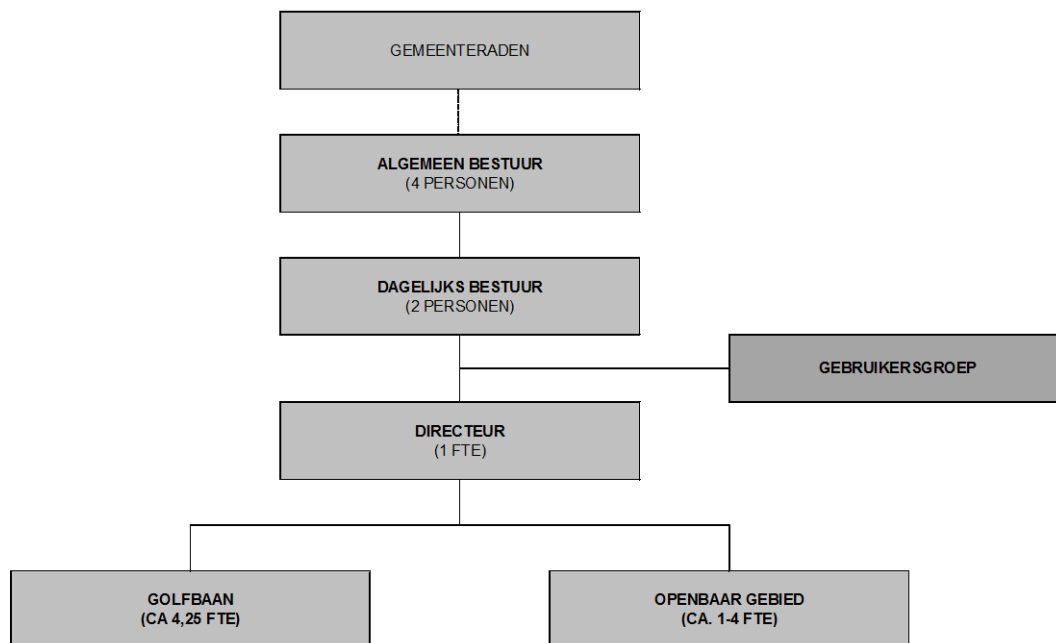 GEMEENTERADEN
ALGEMEEN BESTUUR
(4 PERSONEN)
DAGELIJKS BESTUUR
(2 PERSONEN)
GEBRUIKERSGROEP
DIRECTEUR
(1 FTE)
GOLFBAAN
(CA 4,25 FTE)
OPENBAAR GEBIED
(CA. 1-4 FTE)